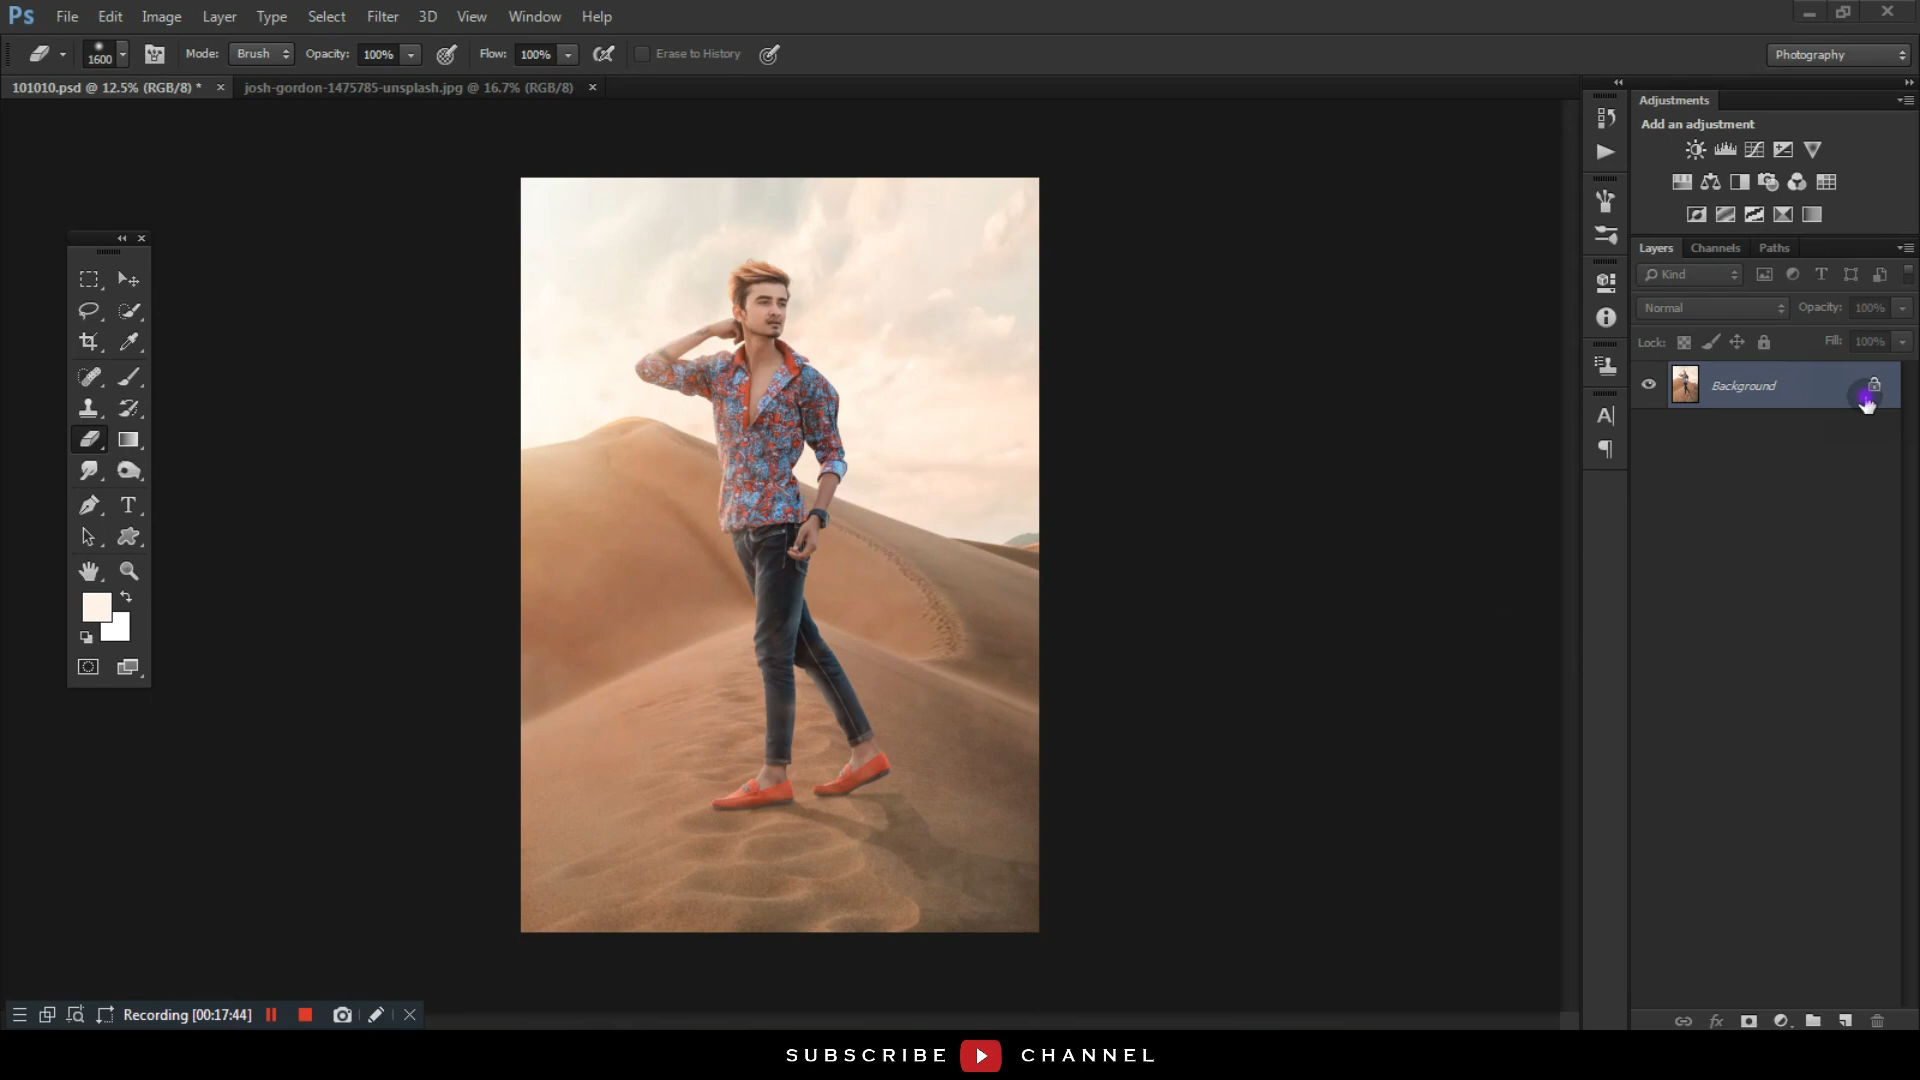 Ps File Edit Image Layer Type Select Filter 3D View Window Help
1600 Mode: Brush Opacity: 100% Flow: 100% Erase to History Photography
101010.psd @ 12.5% (RGB/8) * × josh-gordon-1475785-unsplash.jpg @ 16.7% (RGB/8) ×
Adjustments
Add an adjustment
Layers Channels Paths
Kind
Normal Opacity: 100%
Lock: Fill: 100%
Background
Recording [00:17:44]
SUBSCRIBE CHANNEL